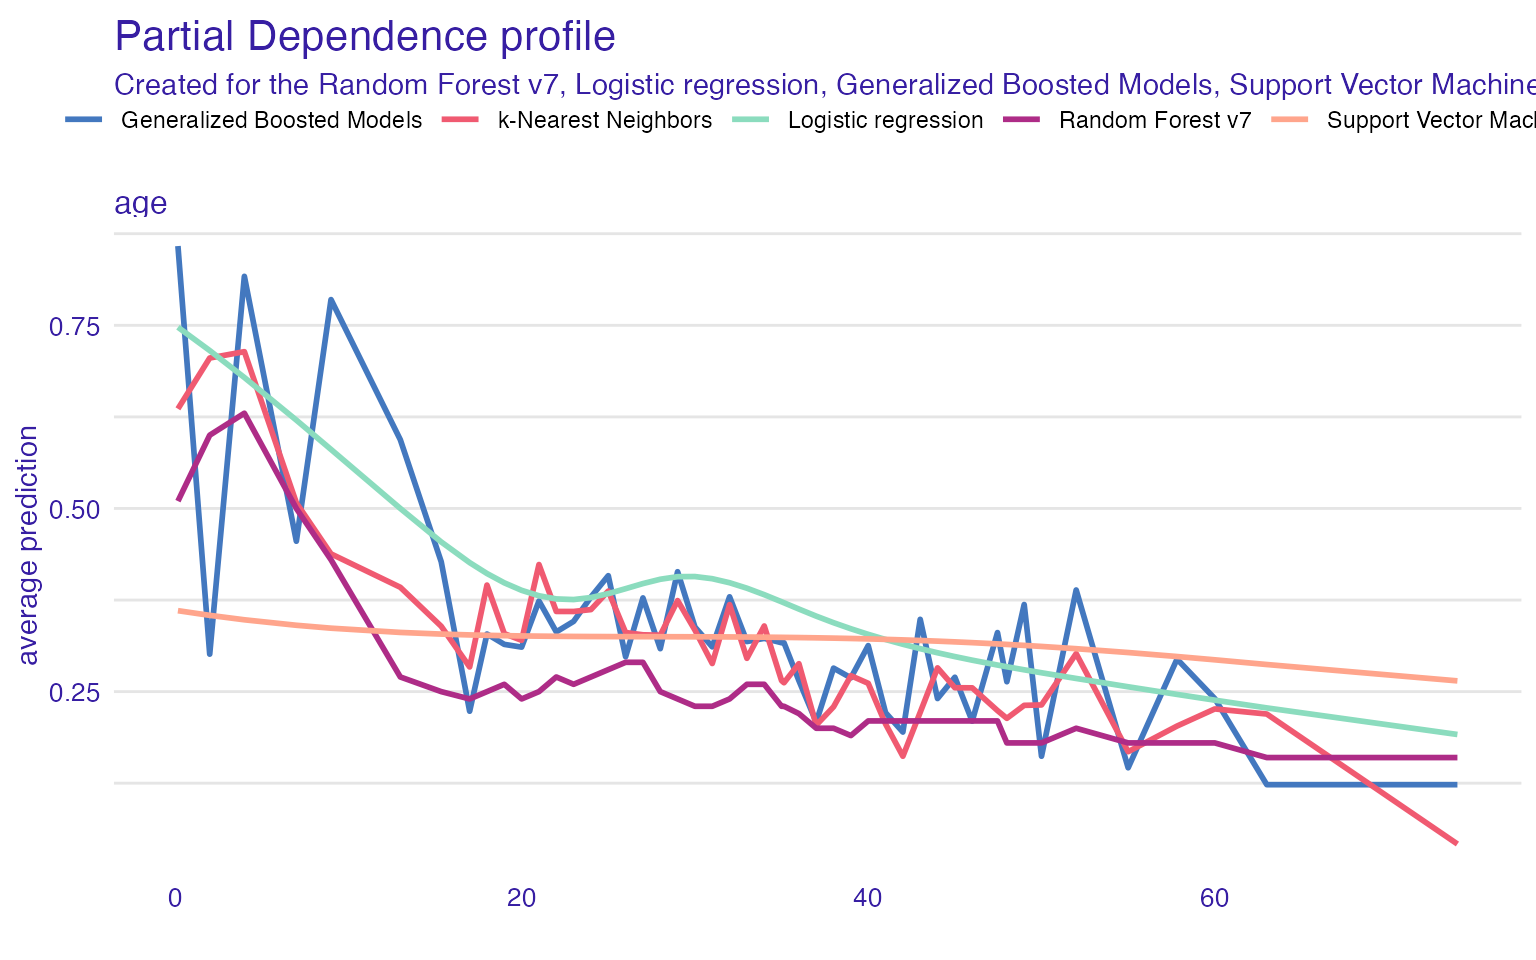 Partial Dependence profile
Created for the Random Forest v7, Logistic regression, Generalized Boosted Models, Support Vector Machine
Generalized Boosted Models k-Nearest Neighbors Logistic regression Random Forest v7 Support Vector Mac
age
average prediction
0.75
0.50
0.25
0 20 40 60